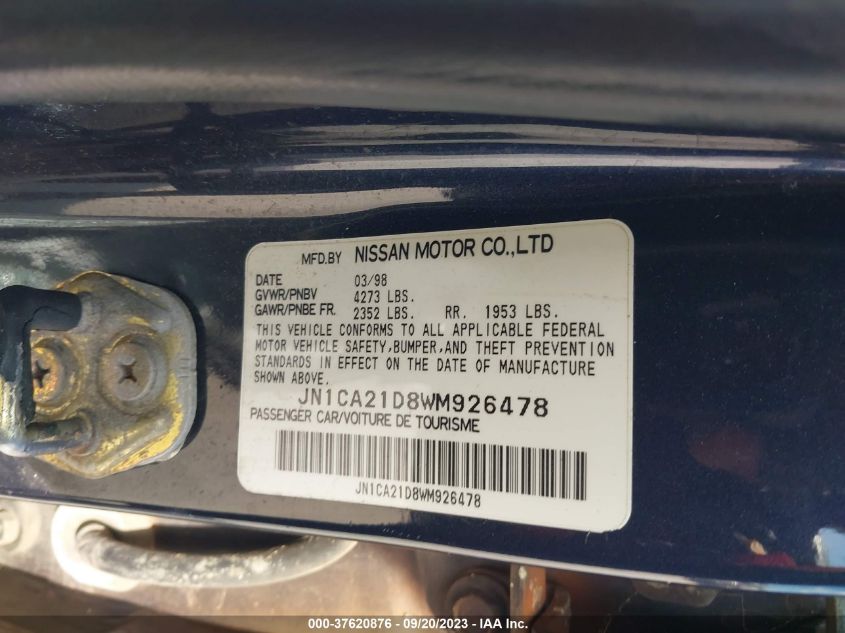 MFD.BY NISSAN MOTOR CO.,LTD
DATE 03/98
GVWR/PNBV 4273 LBS.
GAWR/PNBE FR. 2352 LBS. RR. 1953 LBS.
THIS VEHICLE CONFORMS TO ALL APPLICABLE FEDERAL
MOTOR VEHICLE SAFETY,BUMPER,AND THEFT PREVENTION
STANDARDS IN EFFECT ON THE DATE OF MANUFACTURE
SHOWN ABOVE.
JN1CA21D8WM926478
PASSENGER CAR/VOITURE DE TOURISME
JN1CA21D8WM926478
000-37620876 - 09/20/2023 - IAA Inc.